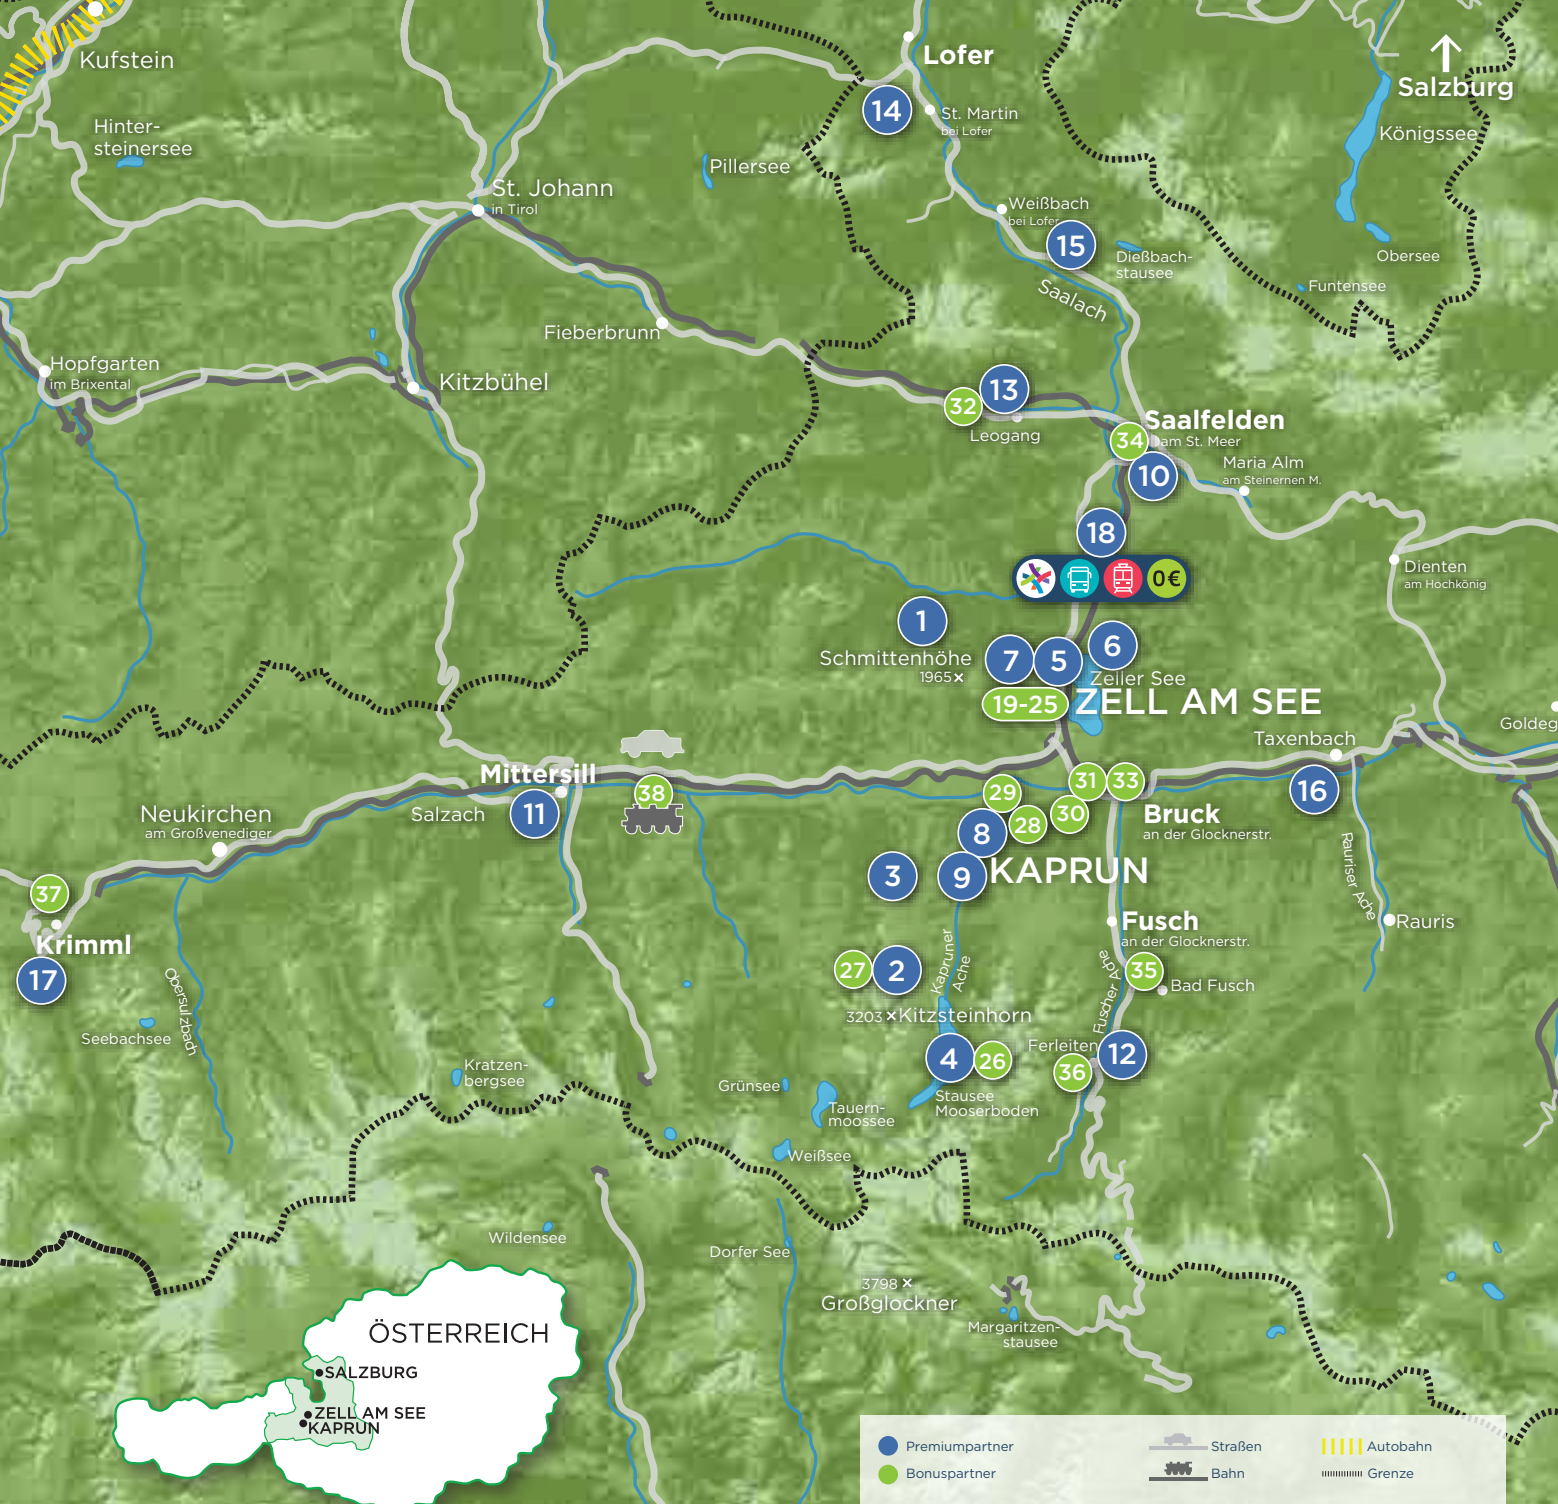 Kufstein
Hinter-
steinersee
St. Johann
in Tirol
Pillersee
Lofer
14
St. Martin
bei Lofer
Weißbach
bei Lofer
15
Dießbach-
stausee
Saalach
Salzburg
Königssee
Obersee
Funtensee
Hopfgarten
im Brixental
Kitzbühel
Fieberbrunn
32
13
Leogang
Saalfelden
am St. Meer
34
10
Maria Alm
am Steinernen M.
18
0€
Dienten
am Hochkönig
1
Schmittenhöhe
1965
7
5
6
Zeller See
19-25
ZELL AM SEE
Taxenbach
Goldeg
16
Mittersill
11
Salzach
38
Neukirchen
am Großvenediger
37
Krimml
17
29
28
30
31
33
8
Bruck
an der Glocknerstr.
3
9
KAPRUN
Fusch
an der Glocknerstr.
Rauriser Ache
Rauris
27
2
Kapruner
Ache
3203
Kitzsteinhorn
Fuscher Ache
35
Bad Fusch
Obersulzbach
Seebachsee
Kratzen-
bergsee
4
26
Ferleiten
12
36
Stausee
Mooserboden
Grünsee
Tauern-
moossee
Weißsee
Wildensee
Dorfer See
3798
Großglockner
Margaritzen-
stausee
ÖSTERREICH
SALZBURG
ZELL AM SEE
KAPRUN
Premiumpartner
Straßen
Autobahn
Bonuspartner
Bahn
Grenze